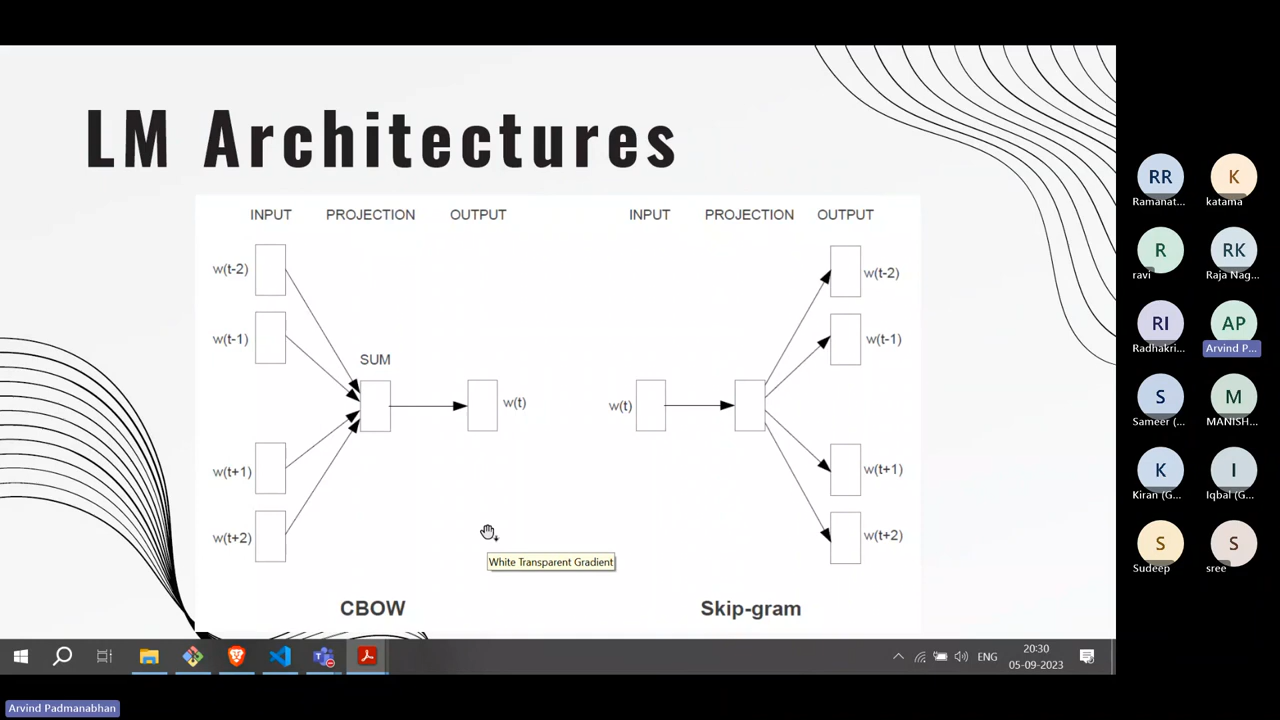 LM Architectures
INPUT PROJECTION OUTPUT
w(t-2)
w(t-1)
SUM
w(t)
w(t+1)
w(t+2)
CBOW
INPUT PROJECTION OUTPUT
w(t-2)
w(t-1)
w(t)
w(t+1)
w(t+2)
Skip-gram
White Transparent Gradient
RR
Ramanat...
K
katama
R
ravi
RK
Raja Nag...
RI
Radhakri...
AP
Arvind P...
S
Sameer (...
M
MANISH...
K
Kiran (G...
I
Iqbal (G...
S
Sudeep
S
sree
ENG
20:30
05-09-2023
Arvind Padmanabhan